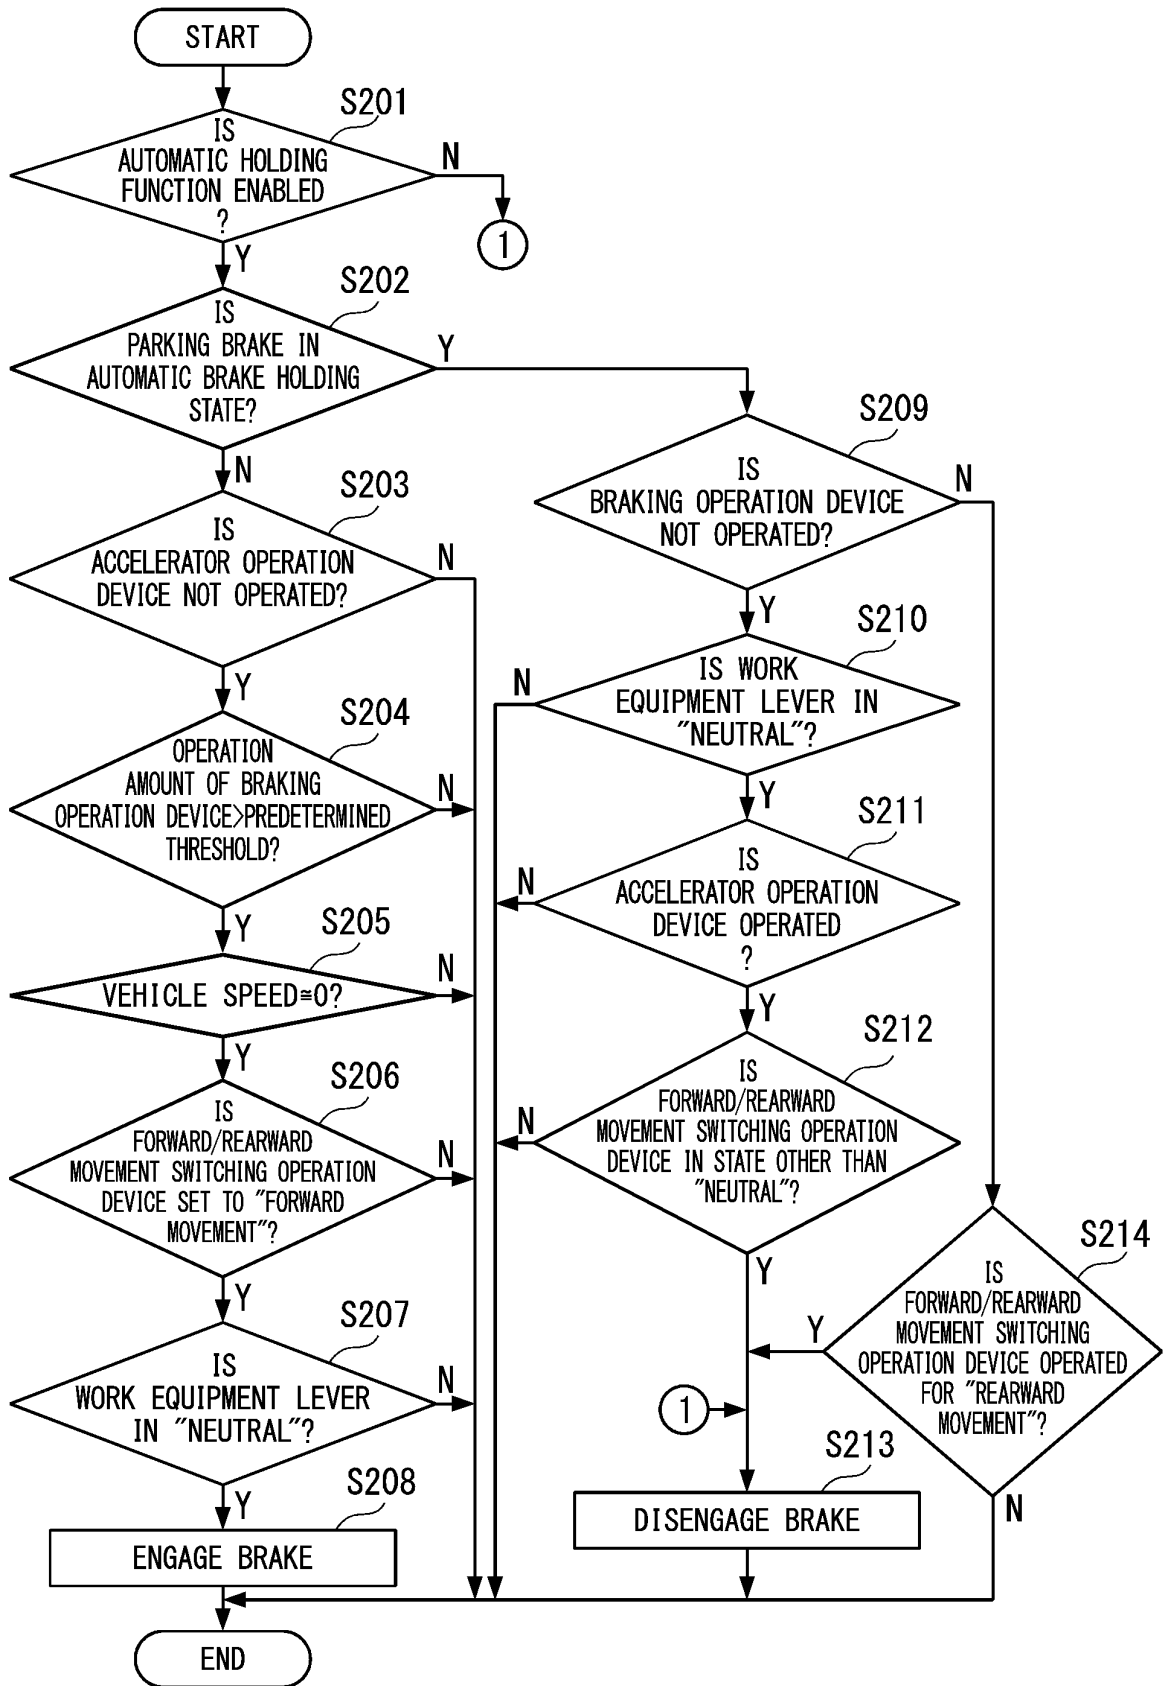 START
S201
IS
AUTOMATIC HOLDING
FUNCTION ENABLED
?
N
1
Y
S202
IS
PARKING BRAKE IN
AUTOMATIC BRAKE HOLDING
STATE?
Y
N
S203
IS
ACCELERATOR OPERATION
DEVICE NOT OPERATED?
N
Y
S204
OPERATION
AMOUNT OF BRAKING
OPERATION DEVICE>PREDETERMINED
THRESHOLD?
N
Y
S205
VEHICLE SPEED≅0?
N
Y
S206
IS
FORWARD/REARWARD
MOVEMENT SWITCHING OPERATION
DEVICE SET TO "FORWARD
MOVEMENT"?
N
Y
S207
IS
WORK EQUIPMENT LEVER
IN "NEUTRAL"?
N
Y
S208
ENGAGE BRAKE
END
S209
IS
BRAKING OPERATION DEVICE
NOT OPERATED?
N
Y
S210
IS WORK
EQUIPMENT LEVER IN
"NEUTRAL"?
N
Y
S211
IS
ACCELERATOR OPERATION
DEVICE OPERATED
?
N
Y
S212
IS
FORWARD/REARWARD
MOVEMENT SWITCHING OPERATION
DEVICE IN STATE OTHER THAN
"NEUTRAL"?
N
Y
S214
IS
FORWARD/REARWARD
MOVEMENT SWITCHING
OPERATION DEVICE OPERATED
FOR "REARWARD
MOVEMENT"?
Y
N
1
S213
DISENGAGE BRAKE